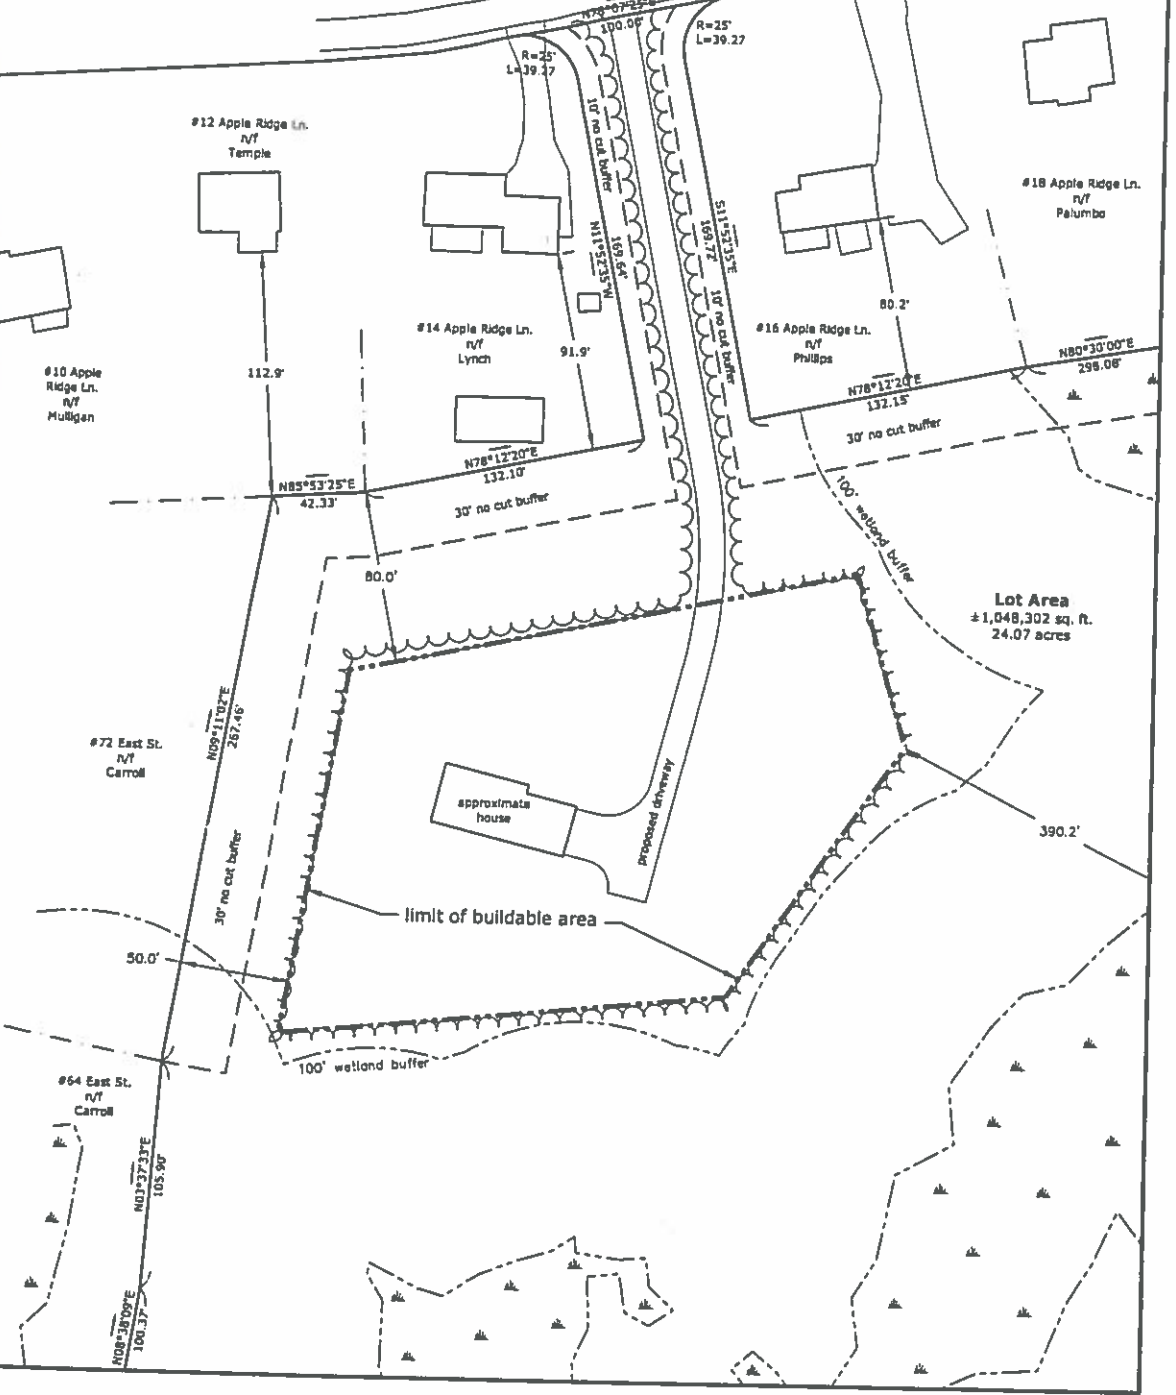 N76°07'25"E
100.00'
R=25'
L=39.27
R=25'
L=39.27
#12 Apple Ridge Ln.
n/f
Temple
10' no cut buffer
N11°52'35"W
169.64'
S11°52'35"E
169.72'
10' no cut buffer
#18 Apple Ridge Ln.
n/f
Palumbo
80.2'
#14 Apple Ridge Ln.
n/f
Lynch
#16 Apple Ridge Ln.
n/f
Phillips
91.9'
112.9'
#10 Apple
Ridge Ln.
n/f
Mulligan
N80°30'00"E
298.08'
N78°12'20"E
132.15'
30' no cut buffer
N78°12'20"E
132.10'
N85°53'25"E
42.33'
30' no cut buffer
100' wetland buffer
80.0'
Lot Area
±1,048,302 sq. ft.
24.07 acres
N09°11'02"E
267.46'
#72 East St.
n/f
Carroll
approximate
house
proposed driveway
390.2'
30' no cut buffer
limit of buildable area
50.0'
100' wetland buffer
#64 East St.
n/f
Carroll
N03°37'33"E
105.90'
N08°38'09"E
100.37'